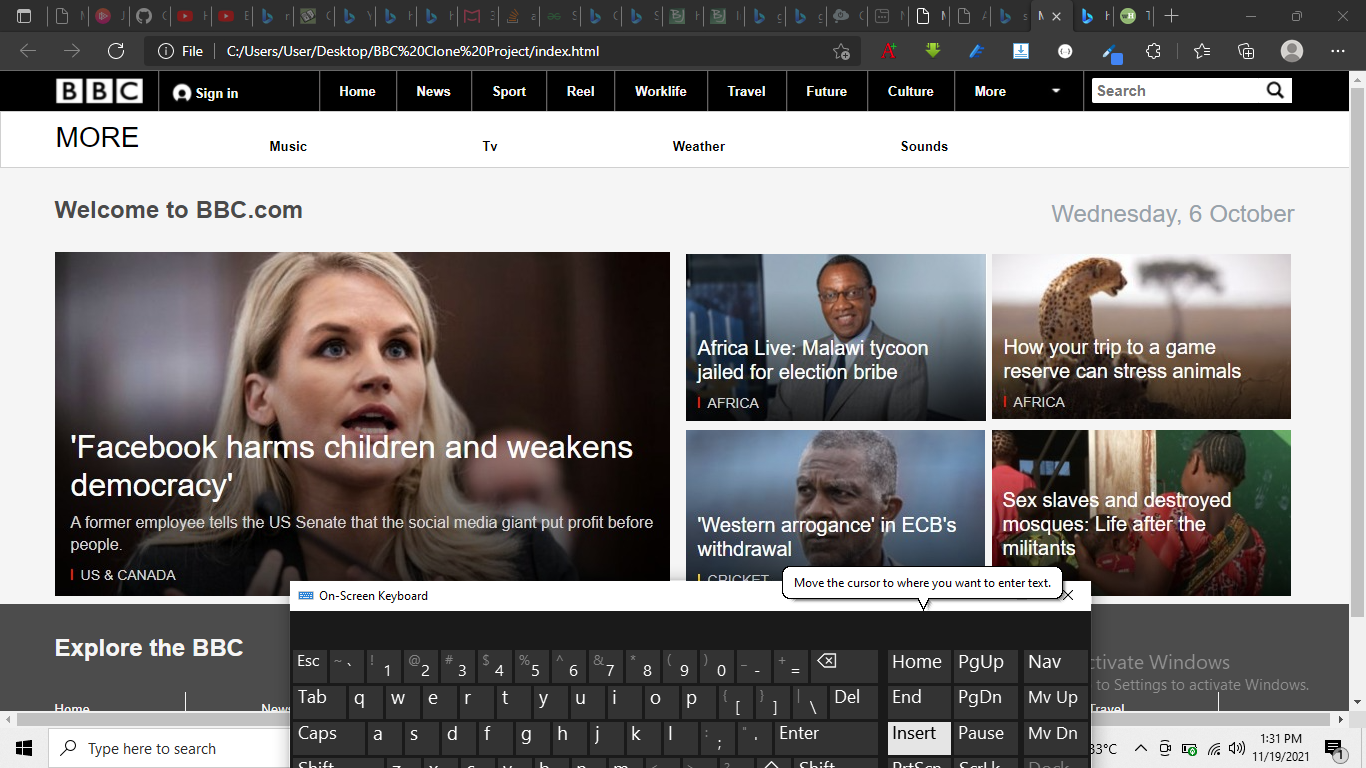 File
C:/Users/User/Desktop/BBC%20Clone%20Project/index.html
BBC
Sign in
Home
News
Sport
Reel
Worklife
Travel
Future
Culture
More
Search
MORE
Music
Tv
Weather
Sounds
Welcome to BBC.com
Wednesday, 6 October
'Facebook harms children and weakens
democracy'
A former employee tells the US Senate that the social media giant put profit before
people.
US & CANADA
Africa Live: Malawi tycoon
jailed for election bribe
AFRICA
How your trip to a game
reserve can stress animals
AFRICA
'Western arrogance' in ECB's
withdrawal
CRICKET
Sex slaves and destroyed
mosques: Life after the
militants
Move the cursor to where you want to enter text.
On-Screen Keyboard
Explore the BBC
Esc ~ ` ! 1 @ 2 # 3 $ 4 % 5 ^ 6 & 7 * 8 ( 9 ) 0 _ - + = Home PgUp Nav
Tab q w e r t y u i o p { [ } ] | \ Del End PgDn Mv Up
Caps a s d f g h j k l : ; " ' Enter Insert Pause Mv Dn
Shift z x c v b n m < > ? Shift PrtScn ScrLk Dock
ctivate Windows
to Settings to activate Windows.
Home
News
Travel
Type here to search
33°C
1:31 PM
11/19/2021
1